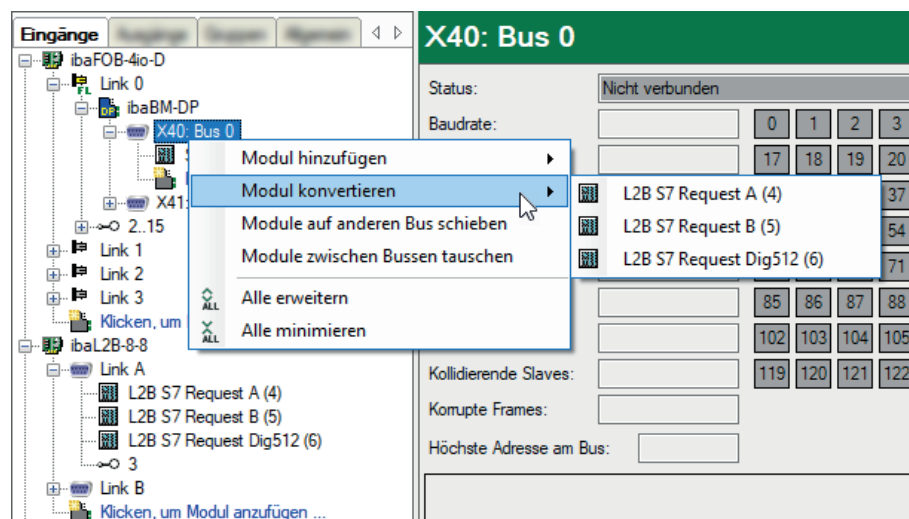 Eingänge
X40: Bus 0
ibaFOB-4io-D
FL Link 0
DP ibaBM-DP
X40: Bus 0
S
X41:
2..15
Link 1
Link 2
Link 3
Klicken, um
ibaL2B-8-8
Link A
L2B S7 Request A (4)
L2B S7 Request B (5)
L2B S7 Request Dig512 (6)
3
Link B
Klicken, um Modul anzufügen ...
Modul hinzufügen
Modul konvertieren
Module auf anderen Bus schieben
Module zwischen Bussen tauschen
ALL Alle erweitern
ALL Alle minimieren
L2B S7 Request A (4)
L2B S7 Request B (5)
L2B S7 Request Dig512 (6)
Status: Nicht verbunden
Baudrate:
0 1 2 3
17 18 19 20
37
54
71
85 86 87 88
102 103 104 105
Kollidierende Slaves:
119 120 121 122
Korrupte Frames:
Höchste Adresse am Bus: